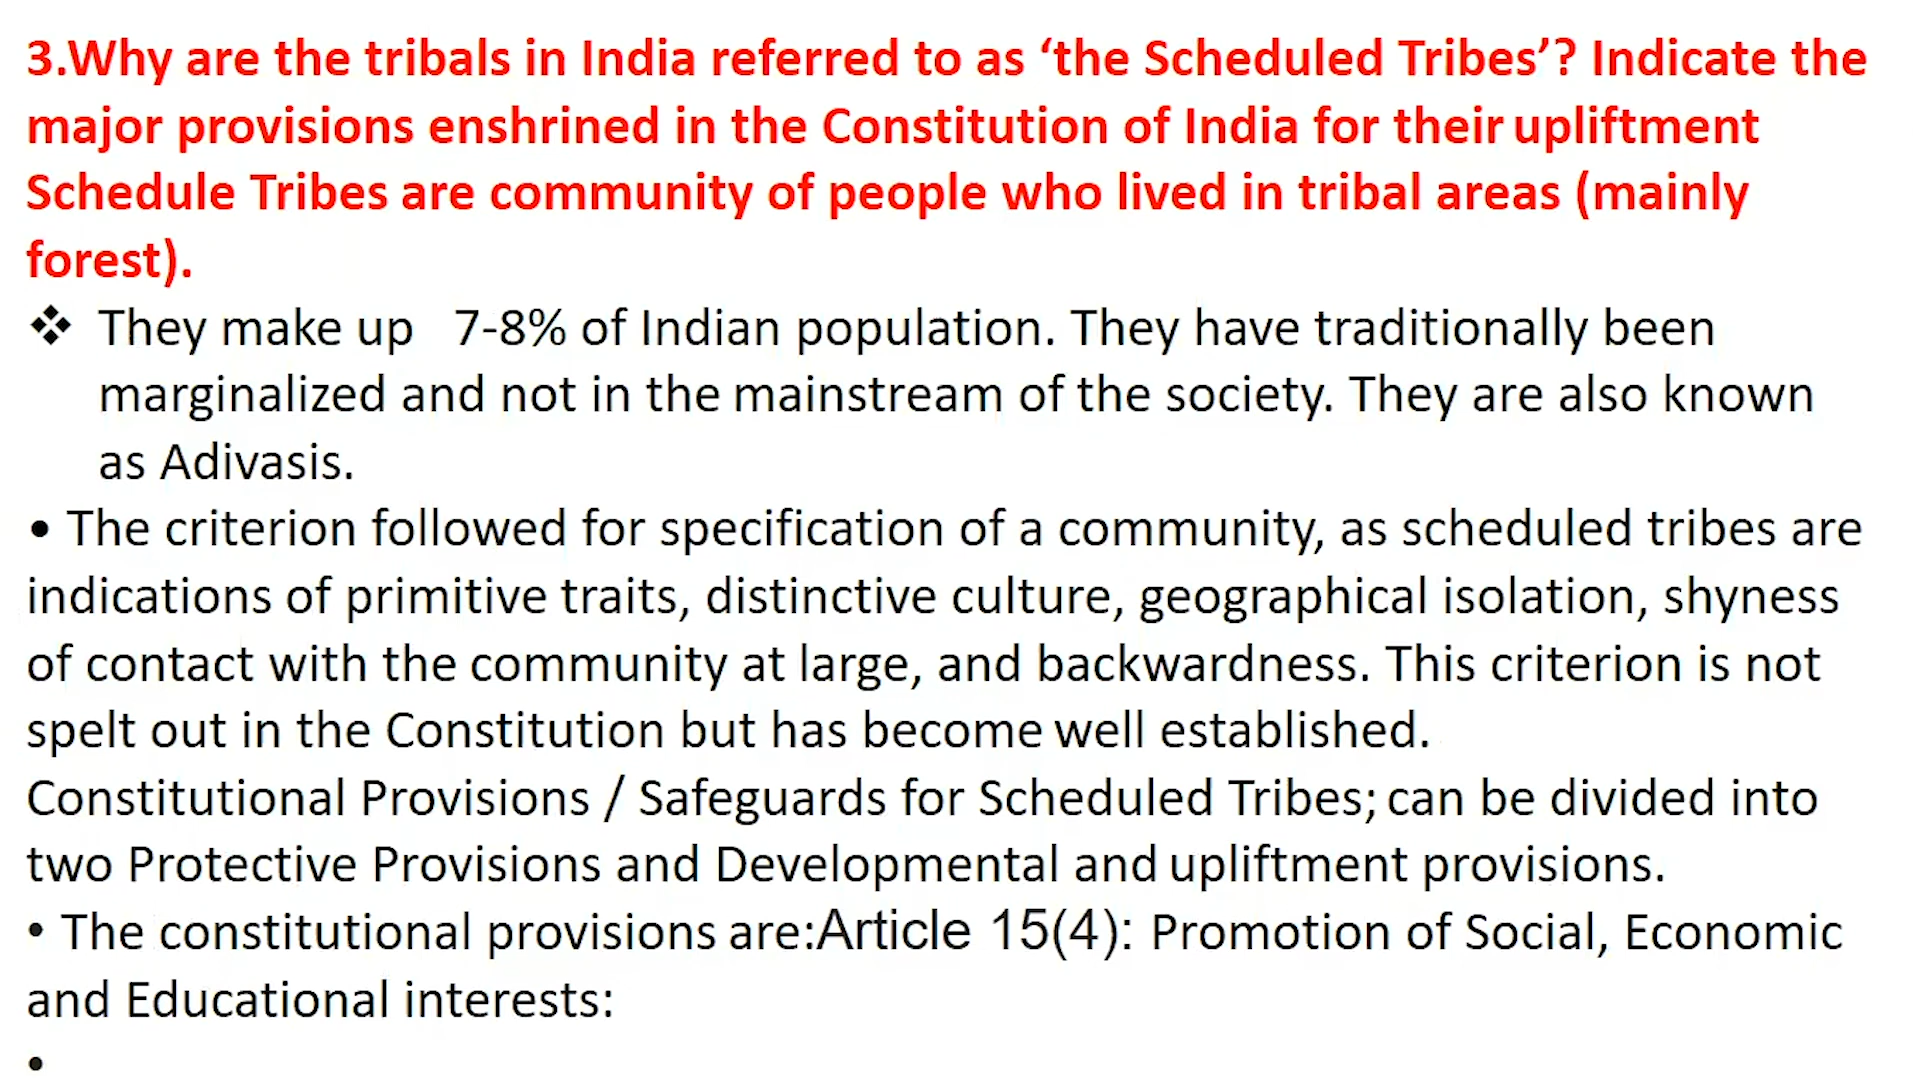 3.Why are the tribals in India referred to as ‘the Scheduled Tribes’? Indicate the
major provisions enshrined in the Constitution of India for their upliftment
Schedule Tribes are community of people who lived in tribal areas (mainly
forest).
❖ They make up 7-8% of Indian population. They have traditionally been
marginalized and not in the mainstream of the society. They are also known
as Adivasis.
• The criterion followed for specification of a community, as scheduled tribes are
indications of primitive traits, distinctive culture, geographical isolation, shyness
of contact with the community at large, and backwardness. This criterion is not
spelt out in the Constitution but has become well established.
Constitutional Provisions / Safeguards for Scheduled Tribes; can be divided into
two Protective Provisions and Developmental and upliftment provisions.
• The constitutional provisions are:Article 15(4): Promotion of Social, Economic
and Educational interests:
•